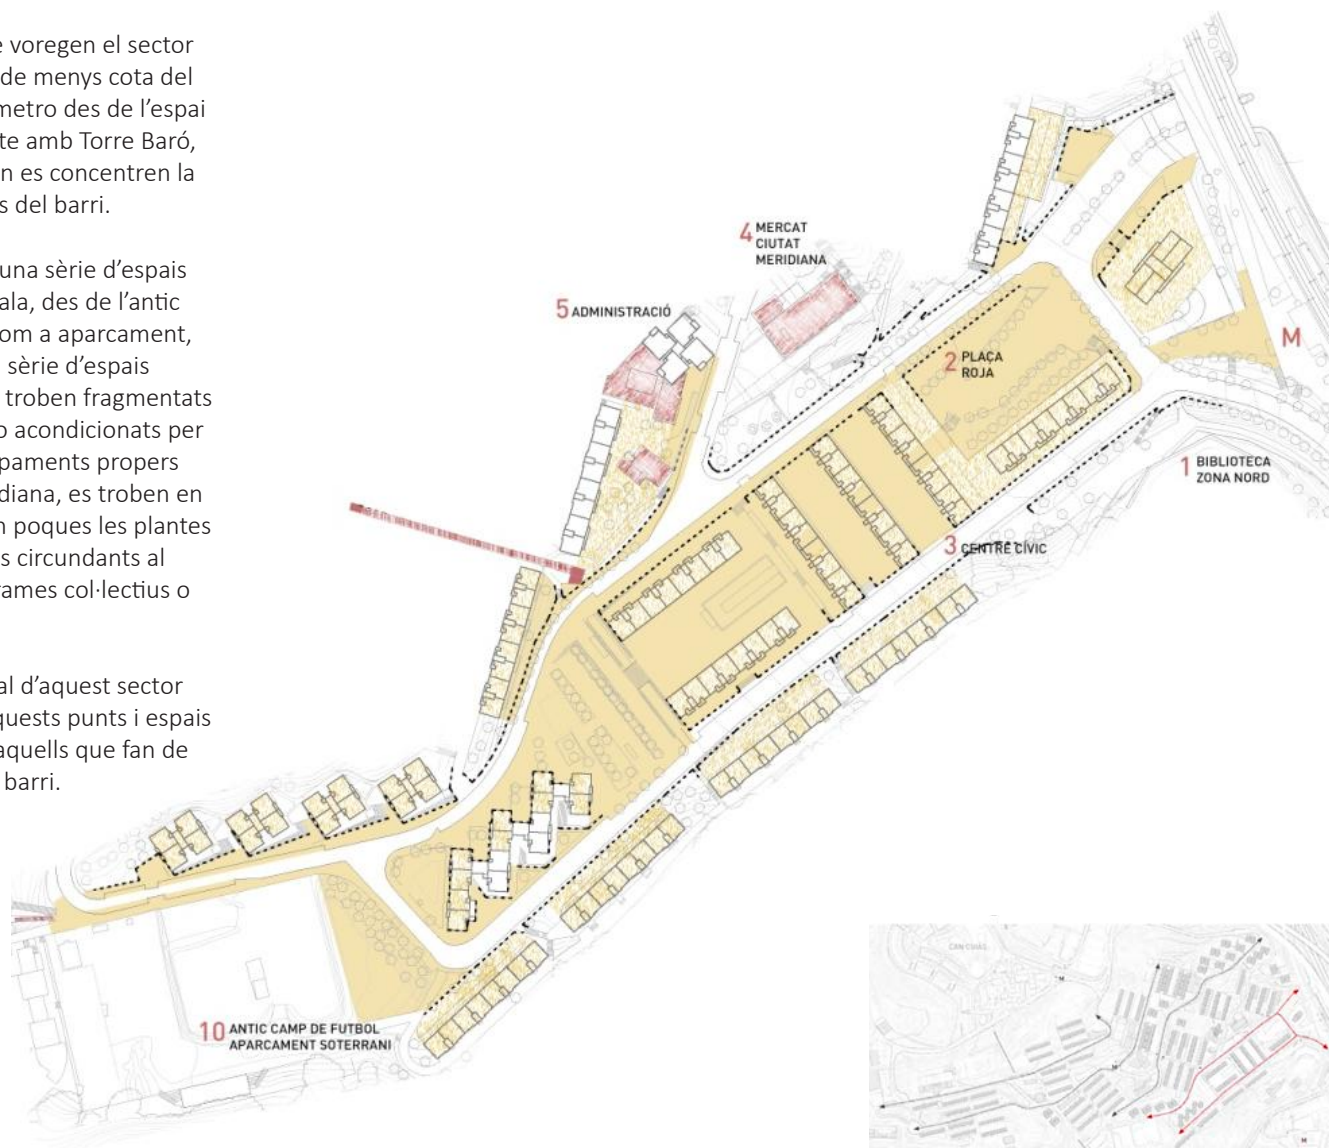 e voregen el sector
de menys cota del
metro des de l'espai
te amb Torre Baró,
n es concentren la
s del barri.
una sèrie d'espais
ala, des de l'antic
om a aparcament,
sèrie d'espais
troben fragmentats
o acondicionats per
paments propers
diana, es troben en
n poques les plantes
s circundants al
rames col·lectius o
al d'aquest sector
quests punts i espais
aquells que fan de
barri.
4 MERCAT
CIUTAT
MERIDIANA
5 ADMINISTRACIÓ
2 PLAÇA
ROJA
M
1 BIBLIOTECA
ZONA NORD
3 CENTRE CÍVIC
10 ANTIC CAMP DE FUTBOL
APARCAMENT SOTERRANI
CAN CUIÀS
M
M
M